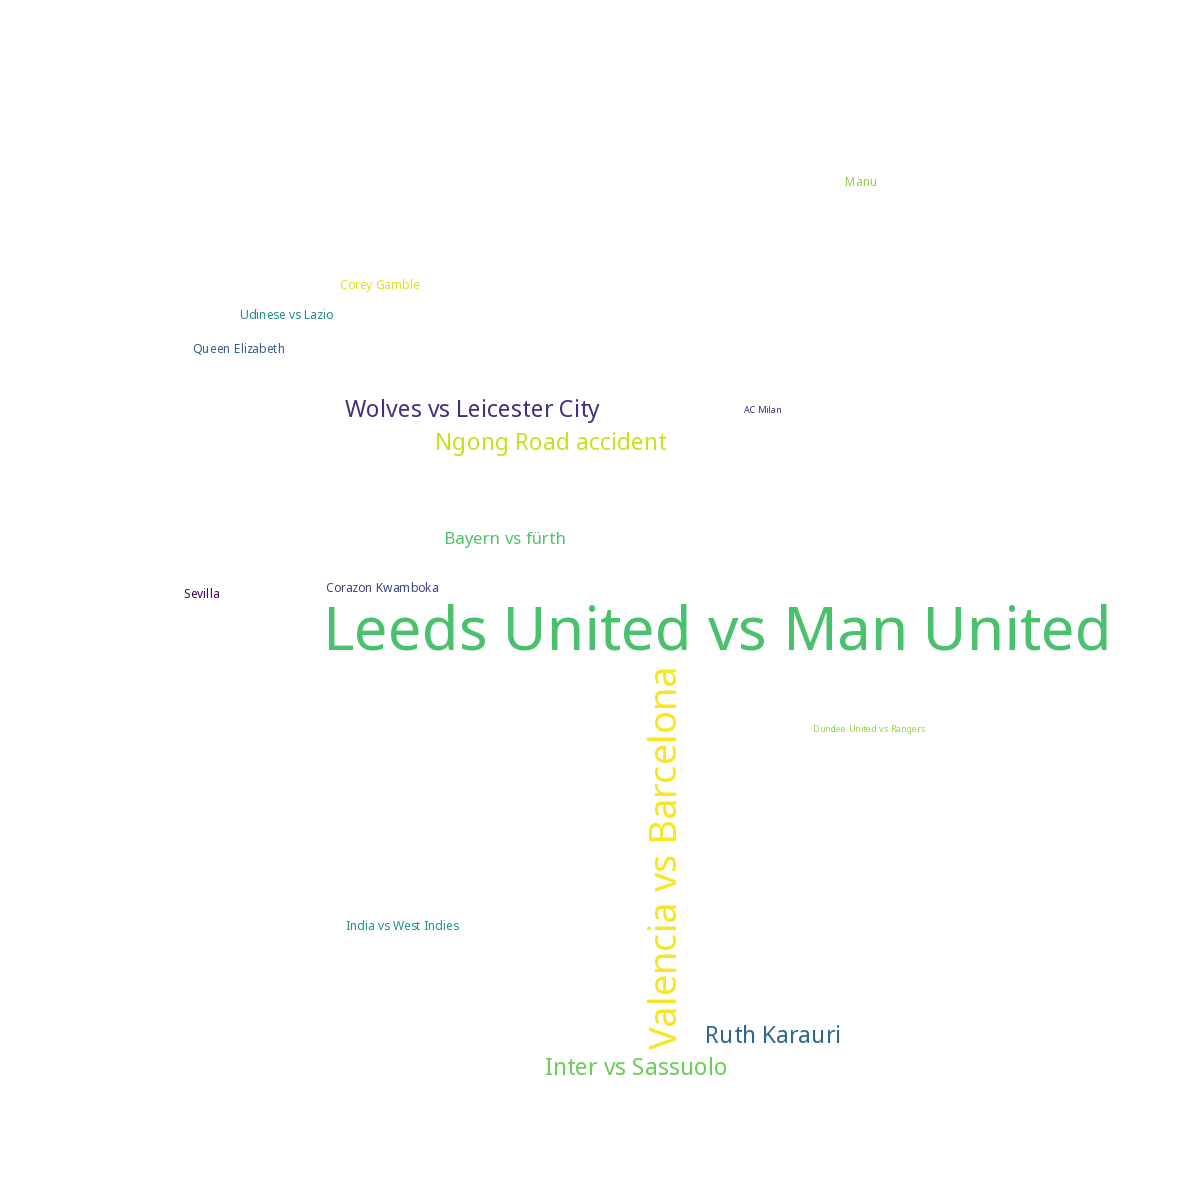 Manu
Corey Gamble
Udinese vs Lazio
Queen Elizabeth
Wolves vs Leicester City
AC Milan
Ngong Road accident
Bayern vs fürth
Corazon Kwamboka
Sevilla
Leeds United vs Man United
Valencia vs Barcelona
Dundee United vs Rangers
India vs West Indies
Ruth Karauri
Inter vs Sassuolo